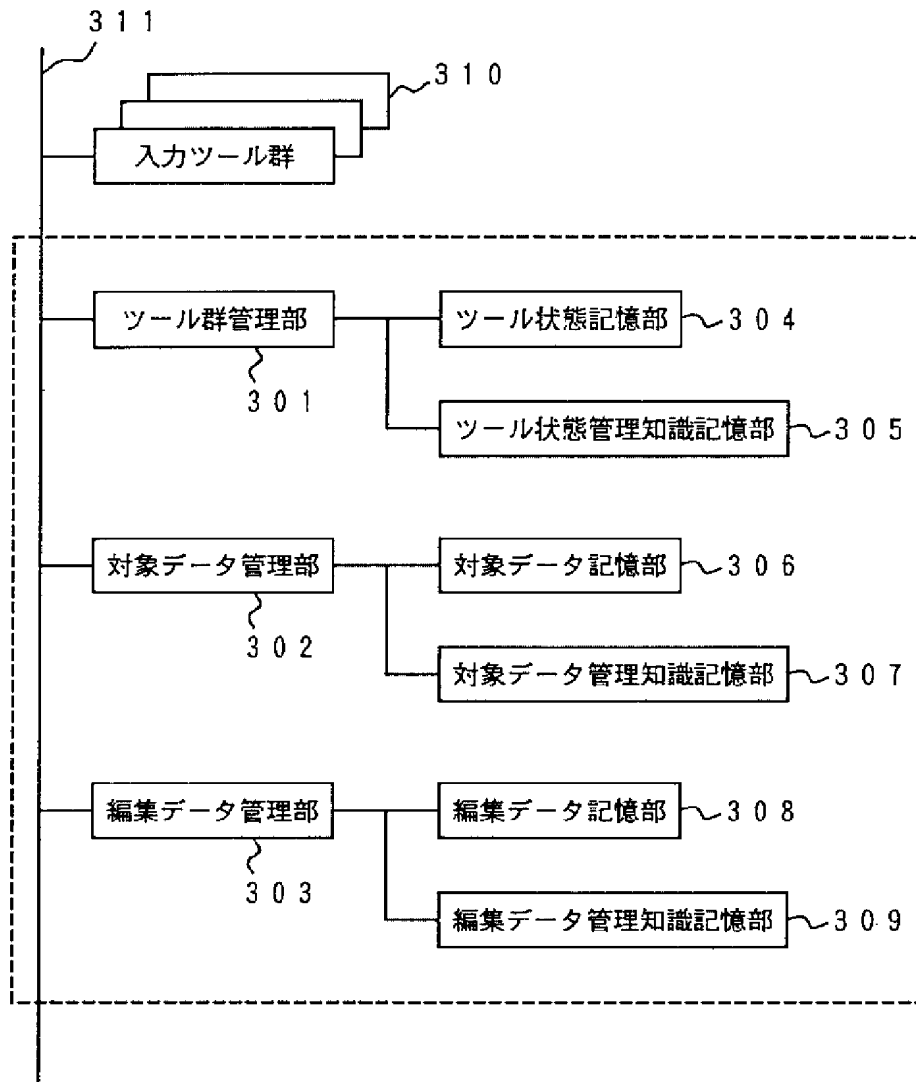 ３１１
３１０
入力ツール群
ツール群管理部
ツール状態記憶部
３０４
３０１
ツール状態管理知識記憶部
３０５
対象データ管理部
対象データ記憶部
３０６
３０２
対象データ管理知識記憶部
３０７
編集データ管理部
編集データ記憶部
３０８
３０３
編集データ管理知識記憶部
３０９